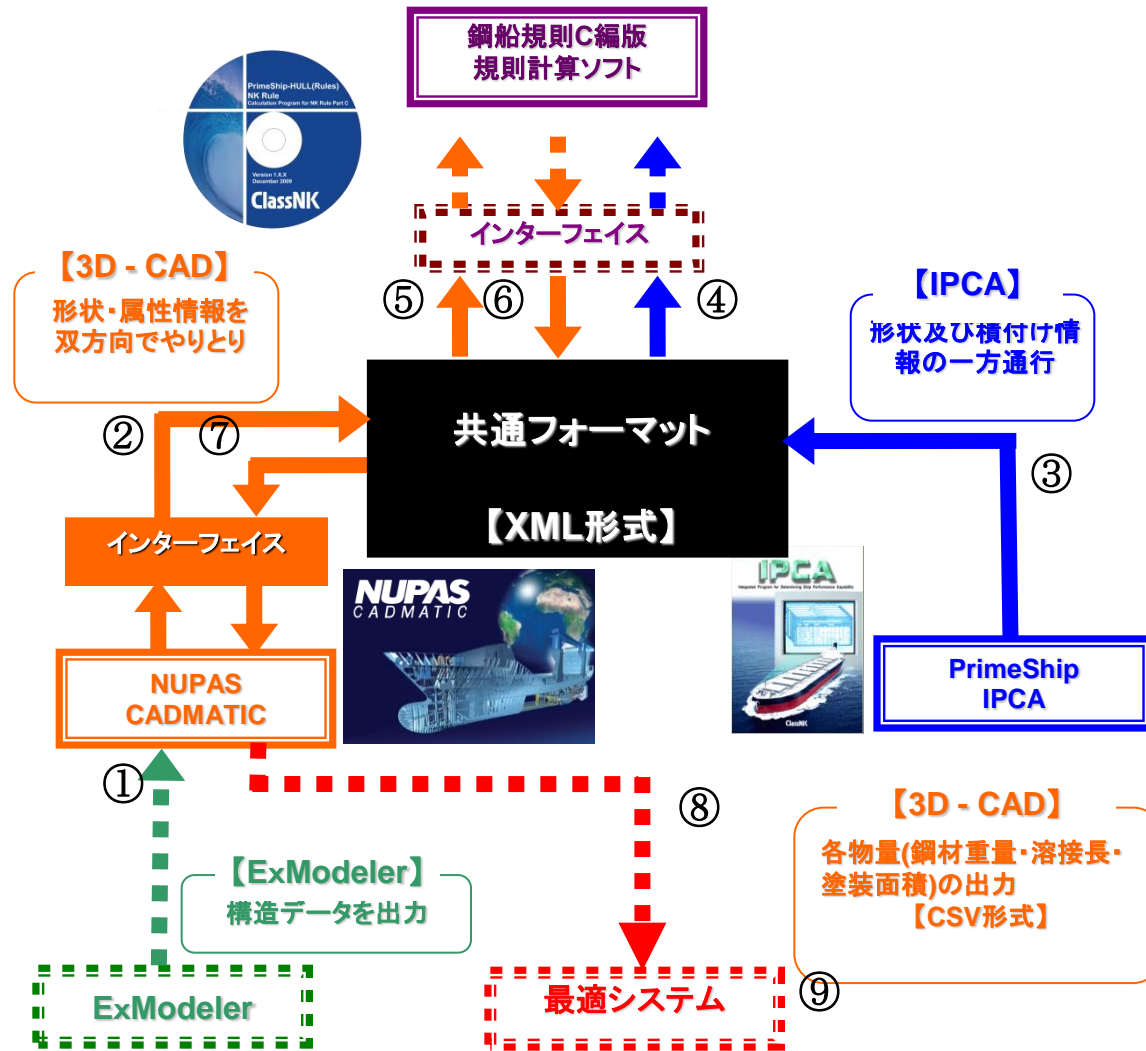 鋼船規則C編版
規則計算ソフト
PrimeShip-HULL(Rules)
NK Rule
Calculation Program for NK Rule Part C
Version 1.X.X
December 2009
ClassNK
インターフェイス
⑤
⑥
④
【3D - CAD】
形状・属性情報を
双方向でやりとり
【IPCA】
形状及び積付け情
報の一方通行
②
⑦
共通フォーマット
【XML形式】
③
インターフェイス
NUPAS
CADMATIC
NUPAS
CADMATIC
IPCA
Integrated Program for Determining Ship Performance Capability
ClassNK
PrimeShip
IPCA
①
⑧
【3D - CAD】
各物量(鋼材重量・溶接長・
塗装面積)の出力
【CSV形式】
【ExModeler】
構造データを出力
ExModeler
最適システム
⑨